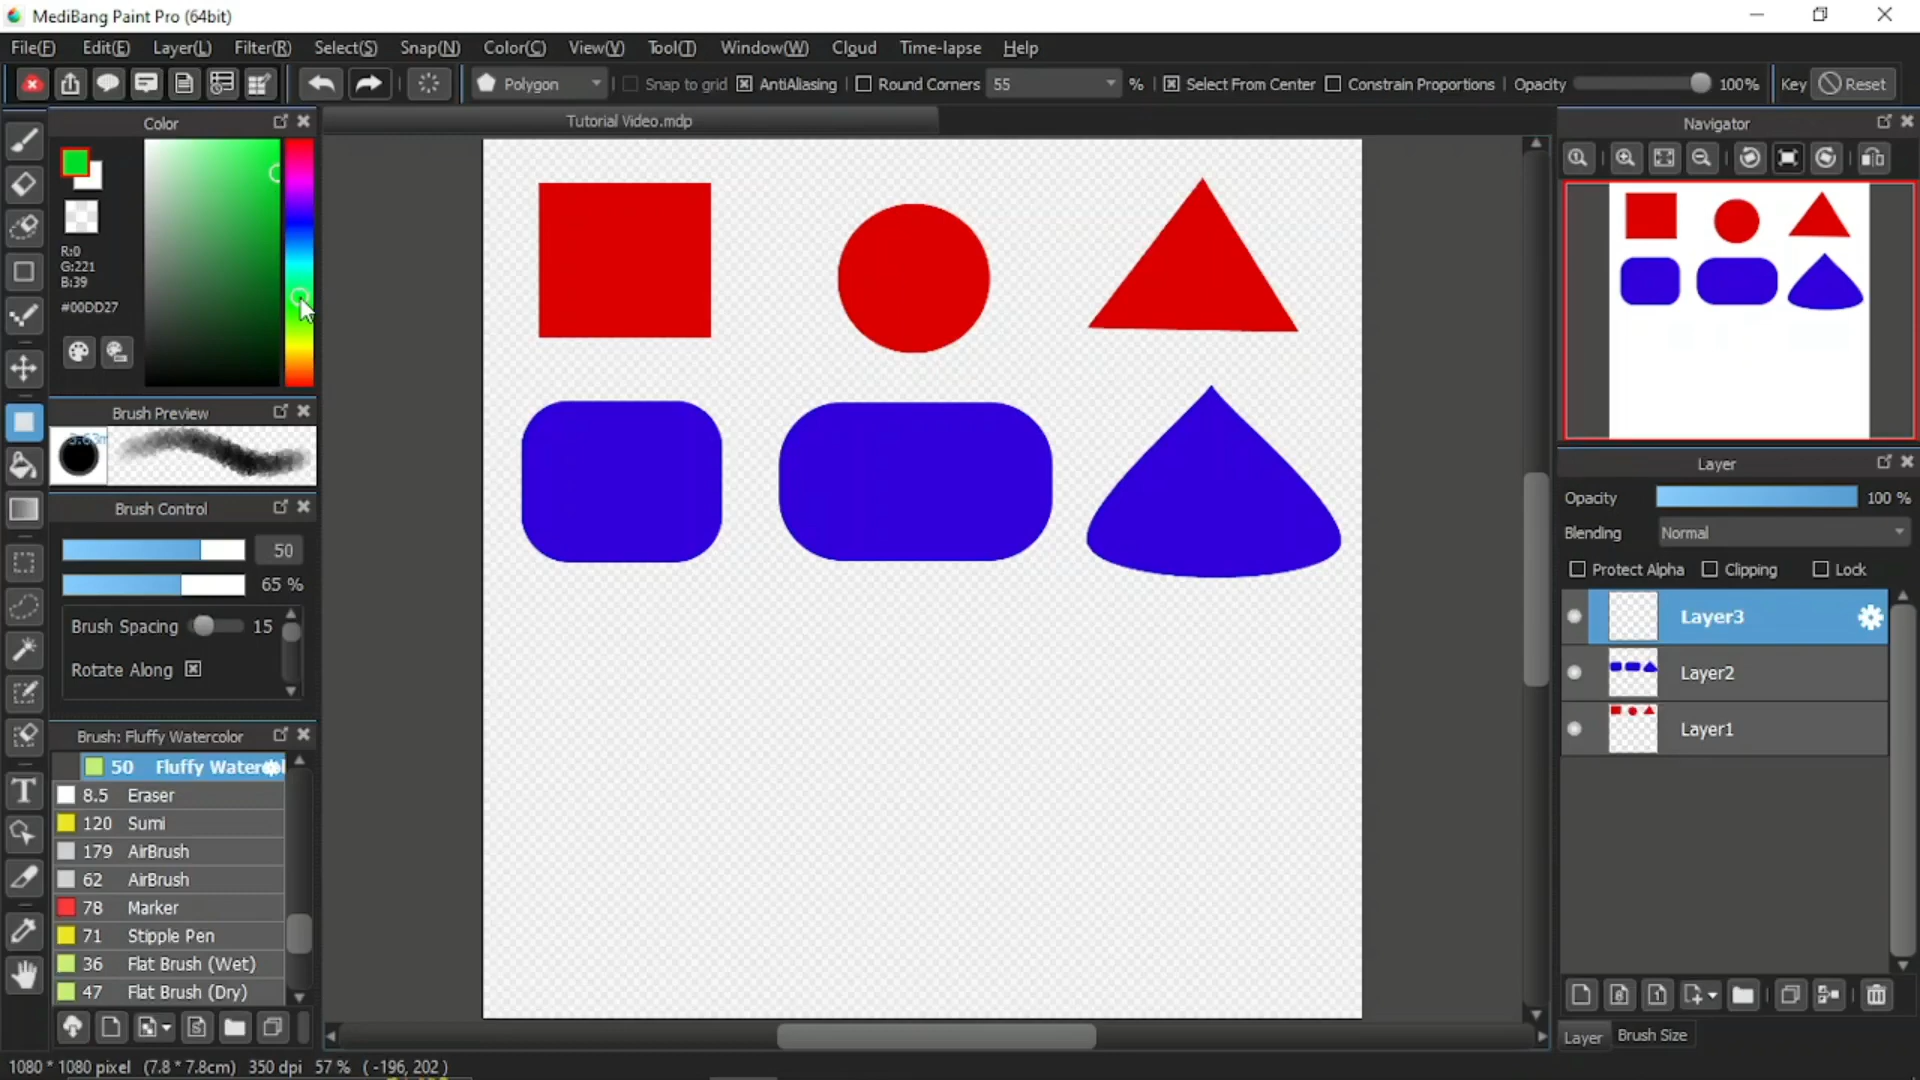 MediBang Paint Pro (64bit)
File(F) Edit(E) Layer(L) Filter(R) Select(S) Snap(N) Color(C) View(V) Tool(T) Window(W) Cloud Time-lapse Help
Polygon Snap to grid AntiAliasing Round Corners 55 % Select From Center Constrain Proportions Opacity 100% Key Reset
Color
Tutorial Video.mdp
Navigator
R:0
G:221
B:39
#00DD27
Brush Preview
Brush Control
50
65 %
Brush Spacing 15
Rotate Along
Brush: Fluffy Watercolor
50 Fluffy Waterc
8.5 Eraser
120 Sumi
179 AirBrush
62 AirBrush
78 Marker
71 Stipple Pen
36 Flat Brush (Wet)
47 Flat Brush (Dry)
Layer
Opacity 100 %
Blending Normal
Protect Alpha Clipping Lock
Layer3
Layer2
Layer1
8
1
Layer Brush Size
1080 * 1080 pixel (7.8 * 7.8cm) 350 dpi 57 % ( -196, 202 )